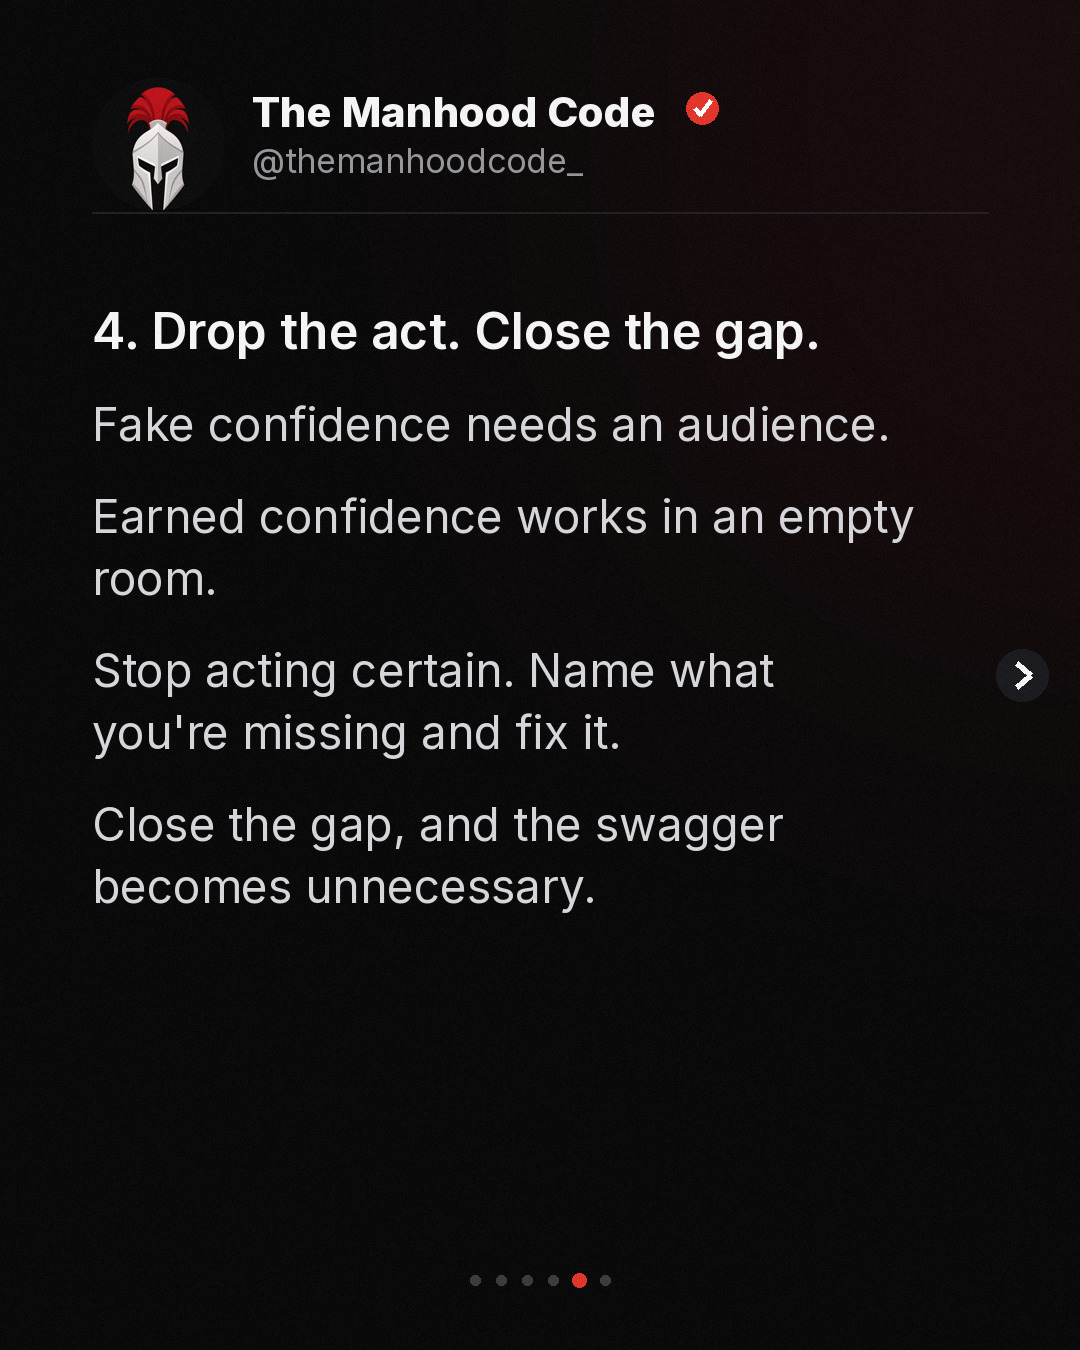 The Manhood Code
@themanhoodcode_
4. Drop the act. Close the gap.
Fake confidence needs an audience.
Earned confidence works in an empty
room.
Stop acting certain. Name what
you're missing and fix it.
Close the gap, and the swagger
becomes unnecessary.